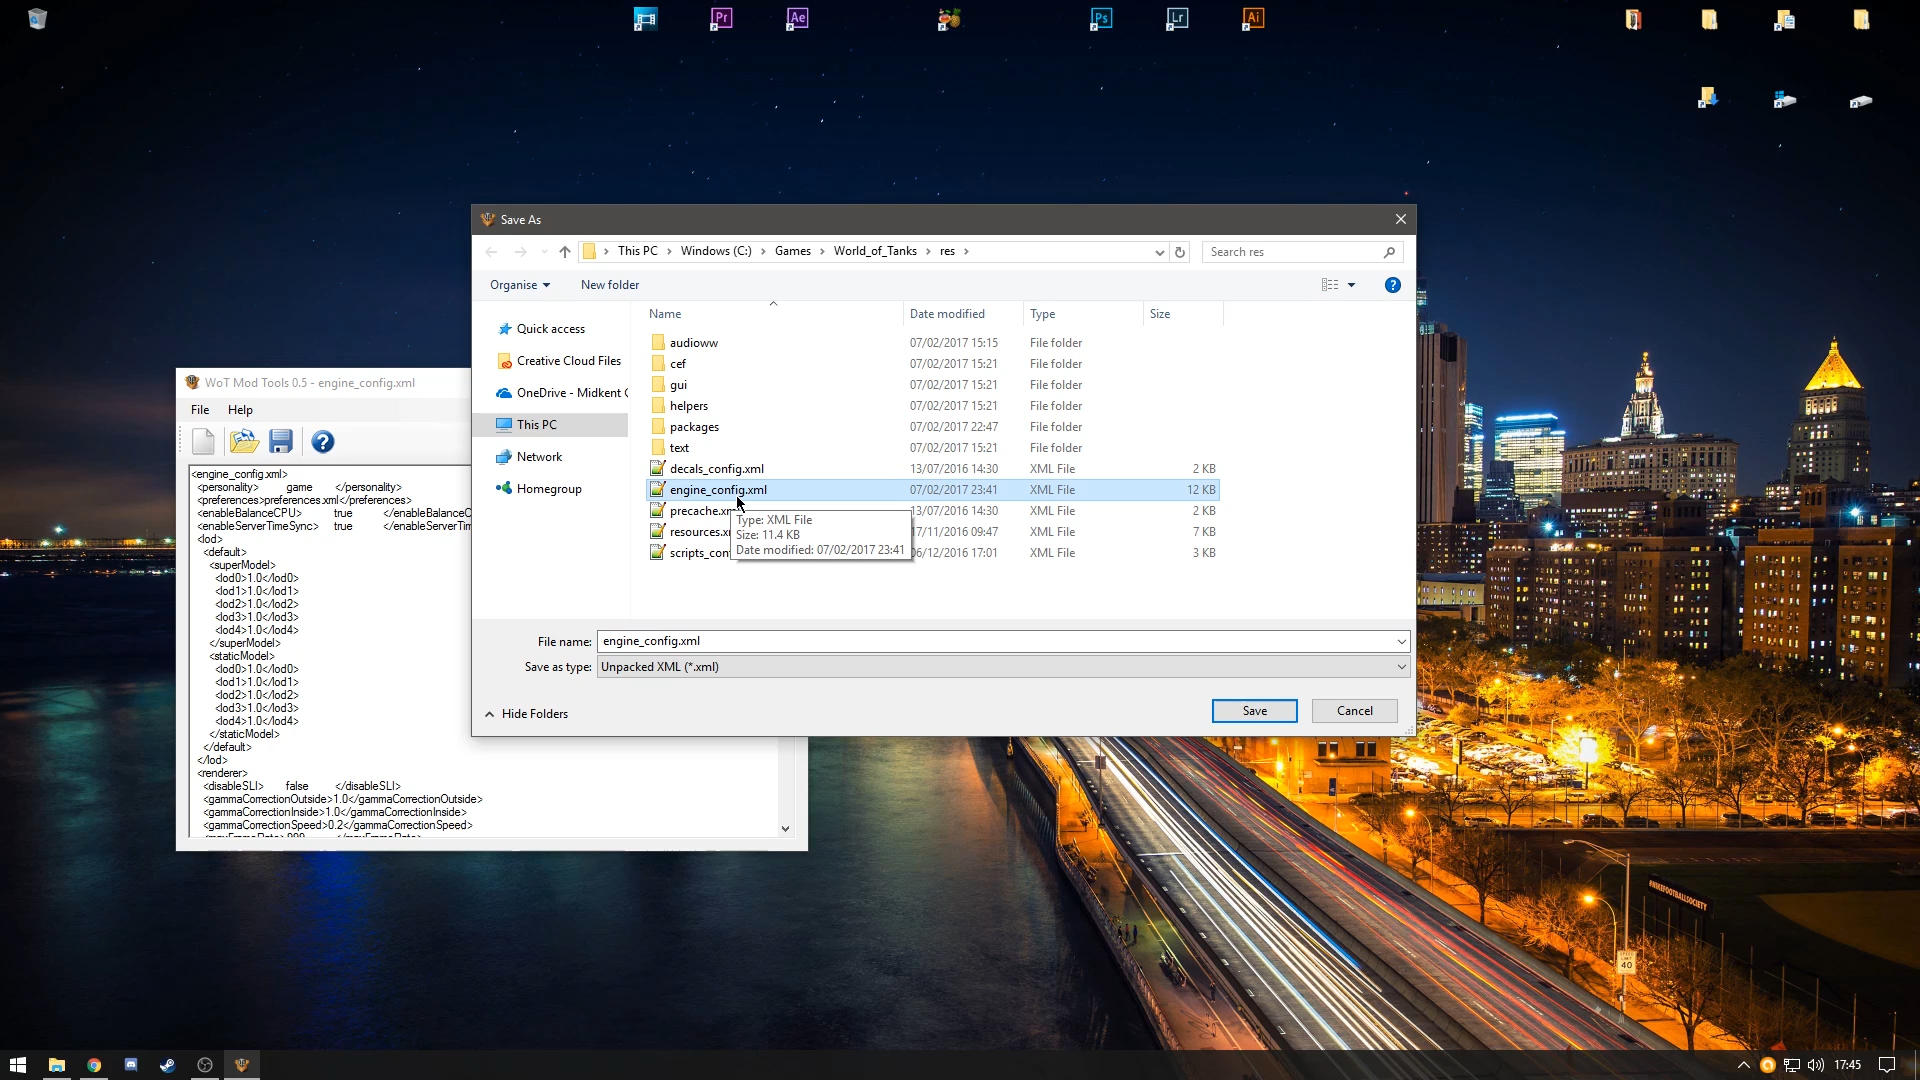 Pr
Ae
Ps
Lr
Ai
Save As
This PC
Windows (C:)
Games
World_of_Tanks
res
Search res
Organise
New folder
Name
Date modified
Type
Size
Quick access
Creative Cloud Files
OneDrive - Midkent
This PC
Network
Homegroup
audioww 07/02/2017 15:15 File folder
cef 07/02/2017 15:21 File folder
gui 07/02/2017 15:21 File folder
helpers 07/02/2017 15:21 File folder
packages 07/02/2017 22:47 File folder
text 07/02/2017 15:21 File folder
decals_config.xml 13/07/2016 14:30 XML File 2 KB
engine_config.xml 07/02/2017 23:41 XML File 12 KB
13/07/2016 14:30 XML File 2 KB
17/11/2016 09:47 XML File 7 KB
06/12/2016 17:01 XML File 3 KB
Type: XML File
Size: 11.4 KB
Date modified: 07/02/2017 23:41
File name: engine_config.xml
Save as type: Unpacked XML (*.xml)
Hide Folders
Save
Cancel
WoT Mod Tools 0.5 - engine_config.xml
File Help
<engine_config.xml>
<personality> game </personality>
<preferences>preferences.xml</preferences>
<enableBalanceCPU> true </enableBalanceC
<enableServerTimeSync> true </enableServerTim
<lod>
<default>
<superModel>
<lod0>1.0</lod0>
<lod1>1.0</lod1>
<lod2>1.0</lod2>
<lod3>1.0</lod3>
<lod4>1.0</lod4>
</superModel>
<staticModel>
<lod0>1.0</lod0>
<lod1>1.0</lod1>
<lod2>1.0</lod2>
<lod3>1.0</lod3>
<lod4>1.0</lod4>
</staticModel>
</default>
</lod>
<renderer>
<disableSLI> false </disableSLI>
<gammaCorrectionOutside>1.0</gammaCorrectionOutside>
<gammaCorrectionInside>1.0</gammaCorrectionInside>
<gammaCorrectionSpeed>0.2</gammaCorrectionSpeed>
#NIKEFOOTBALLSOCIETY
40
17:45